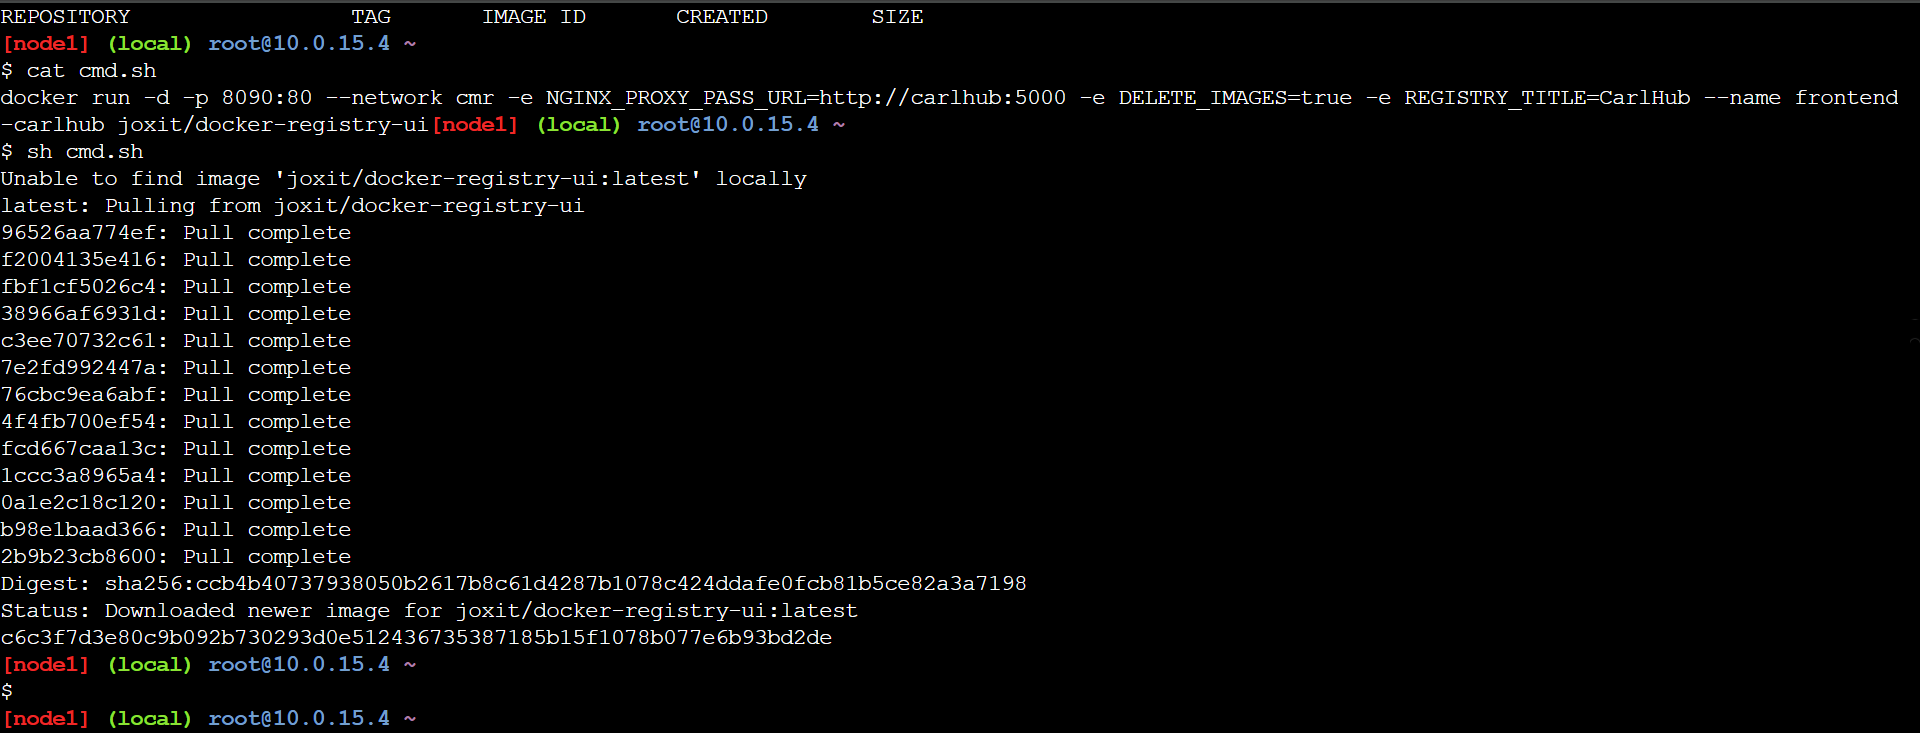 REPOSITORY TAG IMAGE ID CREATED SIZE
[node1] (local) root@10.0.15.4 ~
$ cat cmd.sh
docker run -d -p 8090:80 --network cmr -e NGINX_PROXY_PASS_URL=http://carlhub:5000 -e DELETE_IMAGES=true -e REGISTRY_TITLE=CarlHub --name frontend
-carlhub joxit/docker-registry-ui[node1] (local) root@10.0.15.4 ~
$ sh cmd.sh
Unable to find image 'joxit/docker-registry-ui:latest' locally
latest: Pulling from joxit/docker-registry-ui
96526aa774ef: Pull complete
f2004135e416: Pull complete
fbf1cf5026c4: Pull complete
38966af6931d: Pull complete
c3ee70732c61: Pull complete
7e2fd992447a: Pull complete
76cbc9ea6abf: Pull complete
4f4fb700ef54: Pull complete
fcd667caa13c: Pull complete
1ccc3a8965a4: Pull complete
0a1e2c18c120: Pull complete
b98e1baad366: Pull complete
2b9b23cb8600: Pull complete
Digest: sha256:ccb4b40737938050b2617b8c61d4287b1078c424ddafe0fcb81b5ce82a3a7198
Status: Downloaded newer image for joxit/docker-registry-ui:latest
c6c3f7d3e80c9b092b730293d0e512436735387185b15f1078b077e6b93bd2de
[node1] (local) root@10.0.15.4 ~
$
[node1] (local) root@10.0.15.4 ~